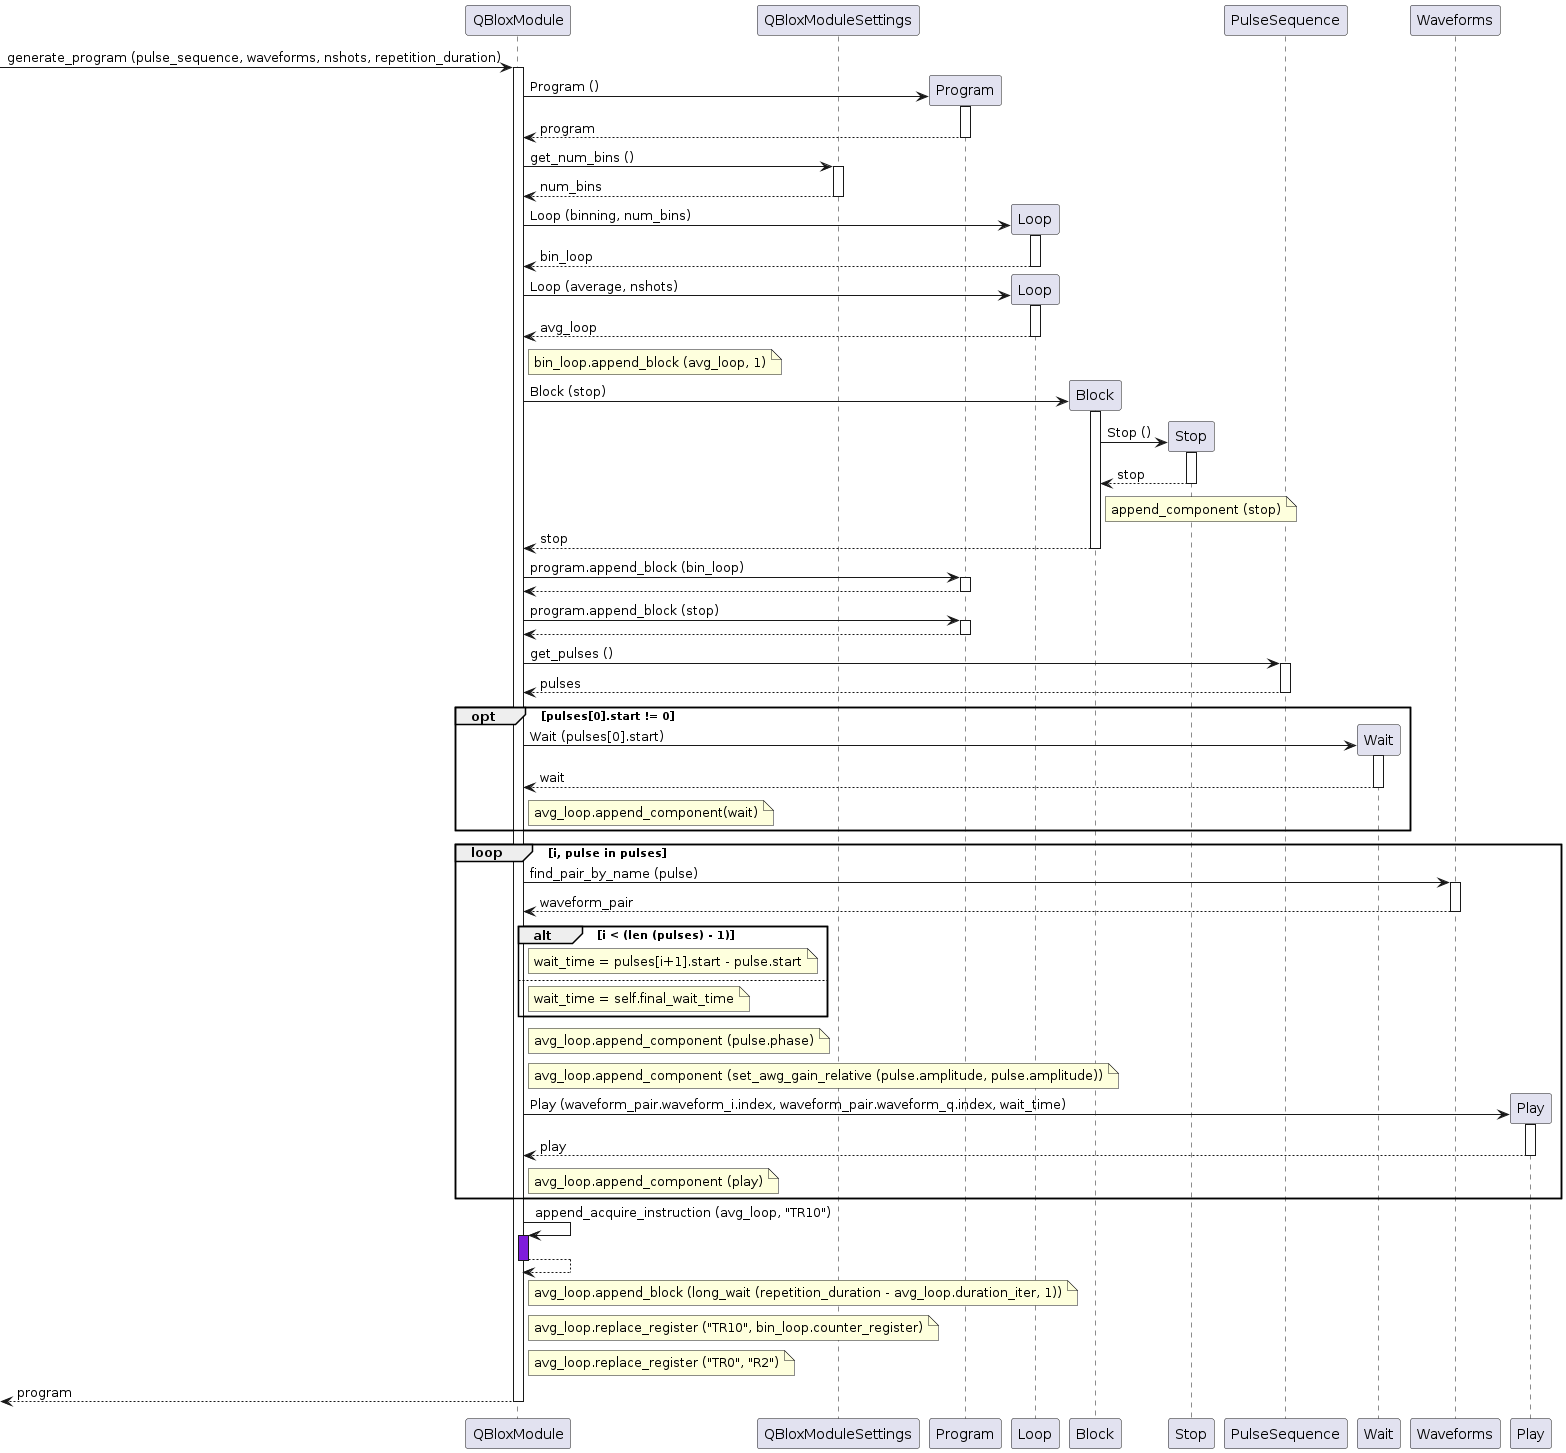 QBloxModule
QBloxModuleSettings
PulseSequence
Waveforms
generate_program (pulse_sequence, waveforms, nshots, repetition_duration)
Program ()
Program
program
get_num_bins ()
num_bins
Loop (binning, num_bins)
Loop
bin_loop
Loop (average, nshots)
Loop
avg_loop
bin_loop.append_block (avg_loop, 1)
Block (stop)
Block
Stop ()
Stop
stop
append_component (stop)
stop
program.append_block (bin_loop)
program.append_block (stop)
get_pulses ()
pulses
opt
[pulses[0].start != 0]
Wait (pulses[0].start)
Wait
wait
avg_loop.append_component(wait)
loop
[i, pulse in pulses]
find_pair_by_name (pulse)
waveform_pair
alt
[i < (len (pulses) - 1)]
wait_time = pulses[i+1].start - pulse.start
wait_time = self.final_wait_time
avg_loop.append_component (pulse.phase)
avg_loop.append_component (set_awg_gain_relative (pulse.amplitude, pulse.amplitude))
Play (waveform_pair.waveform_i.index, waveform_pair.waveform_q.index, wait_time)
Play
play
avg_loop.append_component (play)
append_acquire_instruction (avg_loop, "TR10")
avg_loop.append_block (long_wait (repetition_duration - avg_loop.duration_iter, 1))
avg_loop.replace_register ("TR10", bin_loop.counter_register)
avg_loop.replace_register ("TR0", "R2")
program
QBloxModule
QBloxModuleSettings
Program
Loop
Block
Stop
PulseSequence
Wait
Waveforms
Play